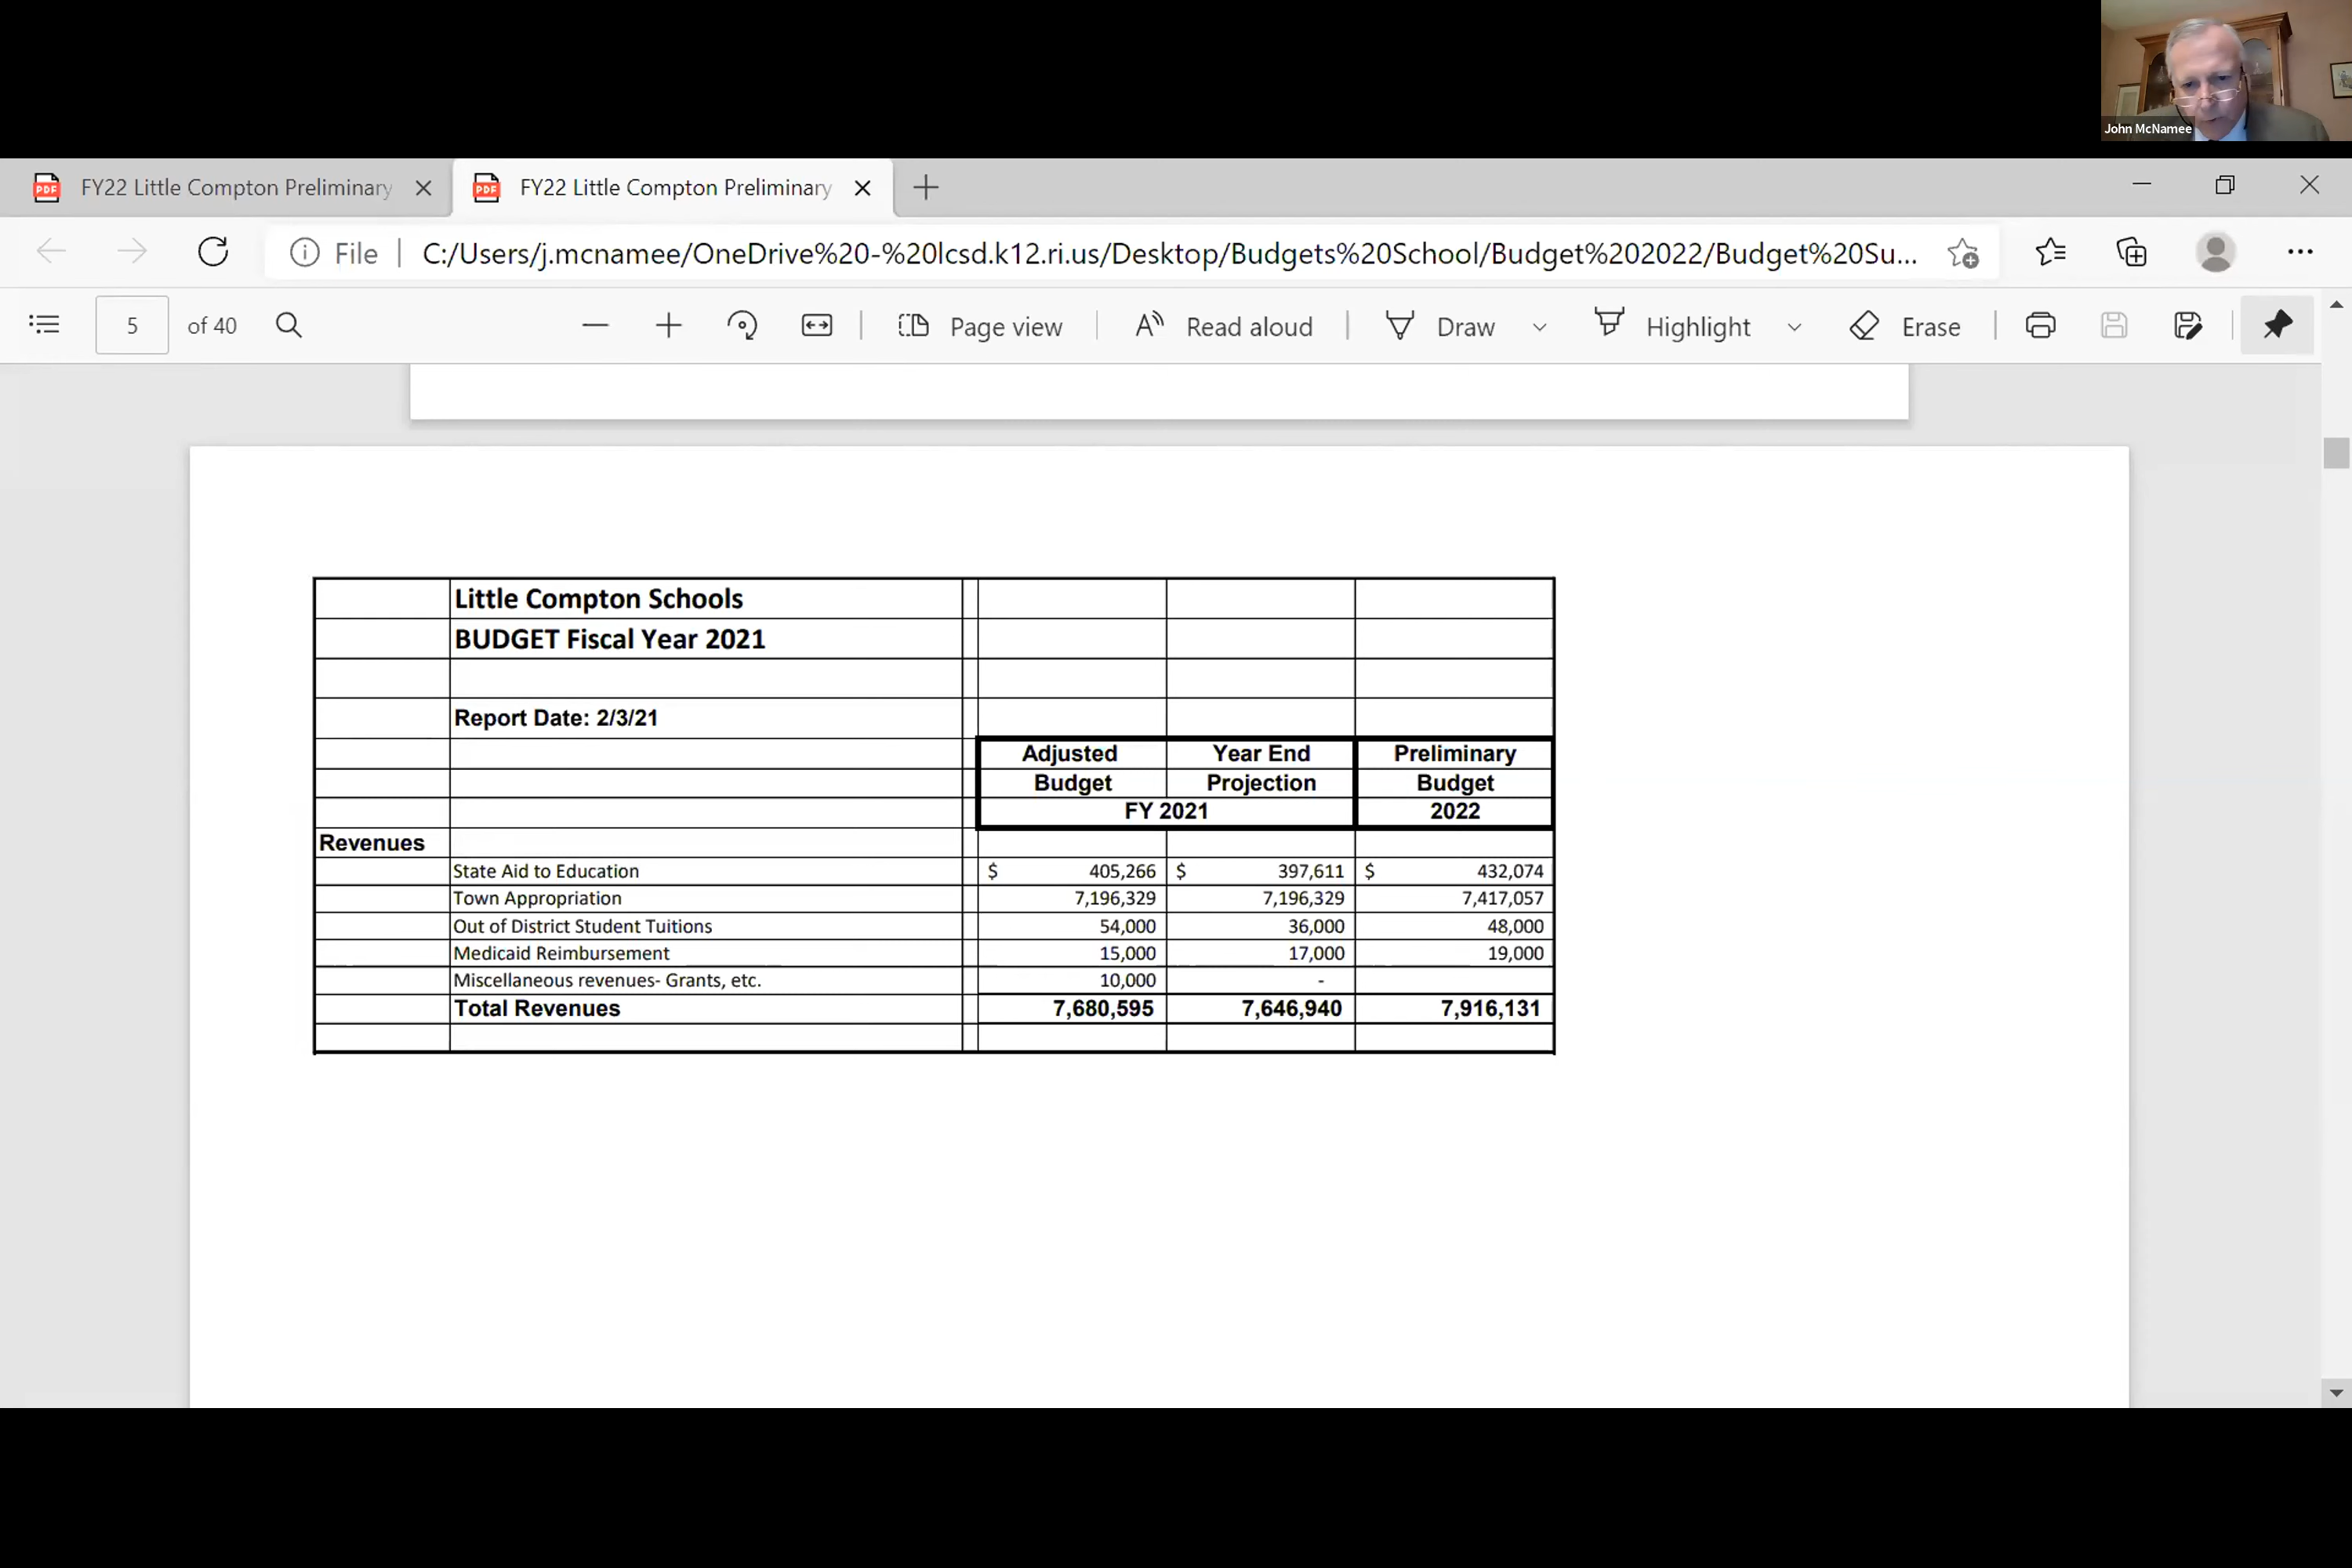 John McNamee
FY22 Little Compton Preliminary
FY22 Little Compton Preliminary
File
C:/Users/j.mcnamee/OneDrive%20-%20lcsd.k12.ri.us/Desktop/Budgets%20School/Budget%202022/Budget%20Su...
5 of 40 Page view Read aloud Draw Highlight Erase
Little Compton Schools
BUDGET Fiscal Year 2021
Report Date: 2/3/21
Adjusted Year End Preliminary
Budget Projection Budget
FY 2021 2022
Revenues
State Aid to Education $ 405,266 $ 397,611 $ 432,074
Town Appropriation 7,196,329 7,196,329 7,417,057
Out of District Student Tuitions 54,000 36,000 48,000
Medicaid Reimbursement 15,000 17,000 19,000
Miscellaneous revenues- Grants, etc. 10,000 -
Total Revenues 7,680,595 7,646,940 7,916,131